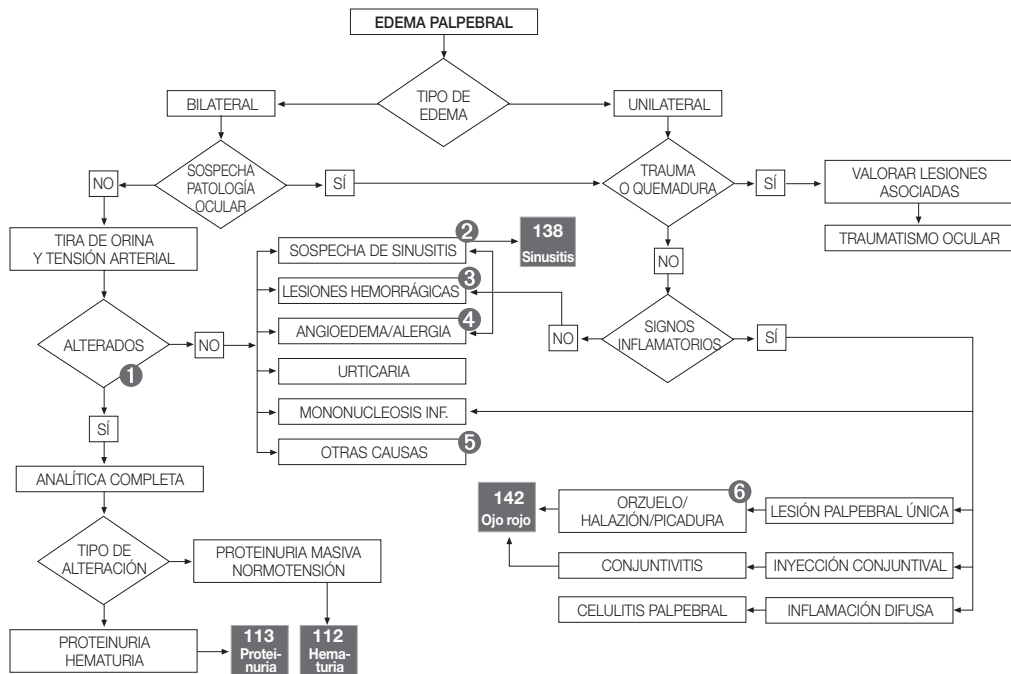 EDEMA PALPEBRAL
TIPO DE
EDEMA
BILATERAL
UNILATERAL
SOSPECHA
PATOLOGÍA
OCULAR
NO
SÍ
TRAUMA
O QUEMADURA
SÍ
VALORAR LESIONES
ASOCIADAS
TRAUMATISMO OCULAR
NO
TIRA DE ORINA
Y TENSIÓN ARTERIAL
ALTERADOS
1
NO
SÍ
SOSPECHA DE SINUSITIS
2
138
Sinusitis
LESIONES HEMORRÁGICAS
3
ANGIOEDEMA/ALERGIA
4
URTICARIA
MONONUCLEOSIS INF.
OTRAS CAUSAS
5
NO
SIGNOS
INFLAMATORIOS
SÍ
ANALÍTICA COMPLETA
TIPO DE
ALTERACIÓN
PROTEINURIA MASIVA
NORMOTENSIÓN
PROTEINURIA
HEMATURIA
113
Protei-
nuria
112
Hema-
turia
142
Ojo rojo
ORZUELO/
HALAZIÓN/PICADURA
6
LESIÓN PALPEBRAL ÚNICA
CONJUNTIVITIS
INYECCIÓN CONJUNTIVAL
CELULITIS PALPEBRAL
INFLAMACIÓN DIFUSA